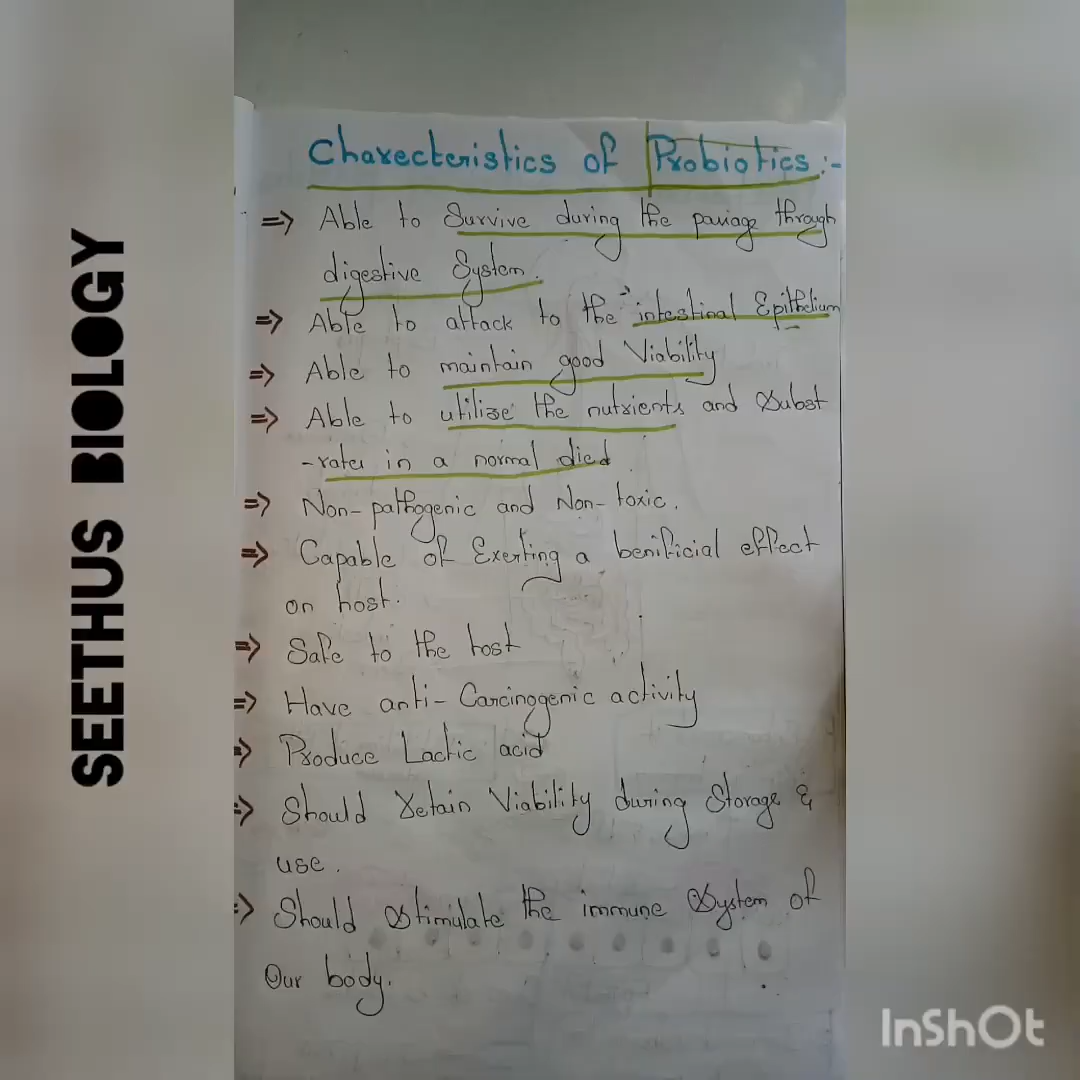 SEETHUS BIOLOGY
Charecteristics of Probiotics:-
=> Able to Survive during the passage through
digestive System.
=> Able to attack to the intestinal Epithelium
=> Able to maintain good Viability
=> Able to utilize the nutrients and Subst
-rates in a normal died.
=> Non-pathogenic and Non-toxic.
=> Capable of Exerting a benificial effect
on host.
=> Safe to the host
=> Have anti-Carcinogenic activity
=> Produce Lactic acid
=> Should retain Viability during Storage &
use.
=> Should Stimulate the immune System of
Our body.
InShOt